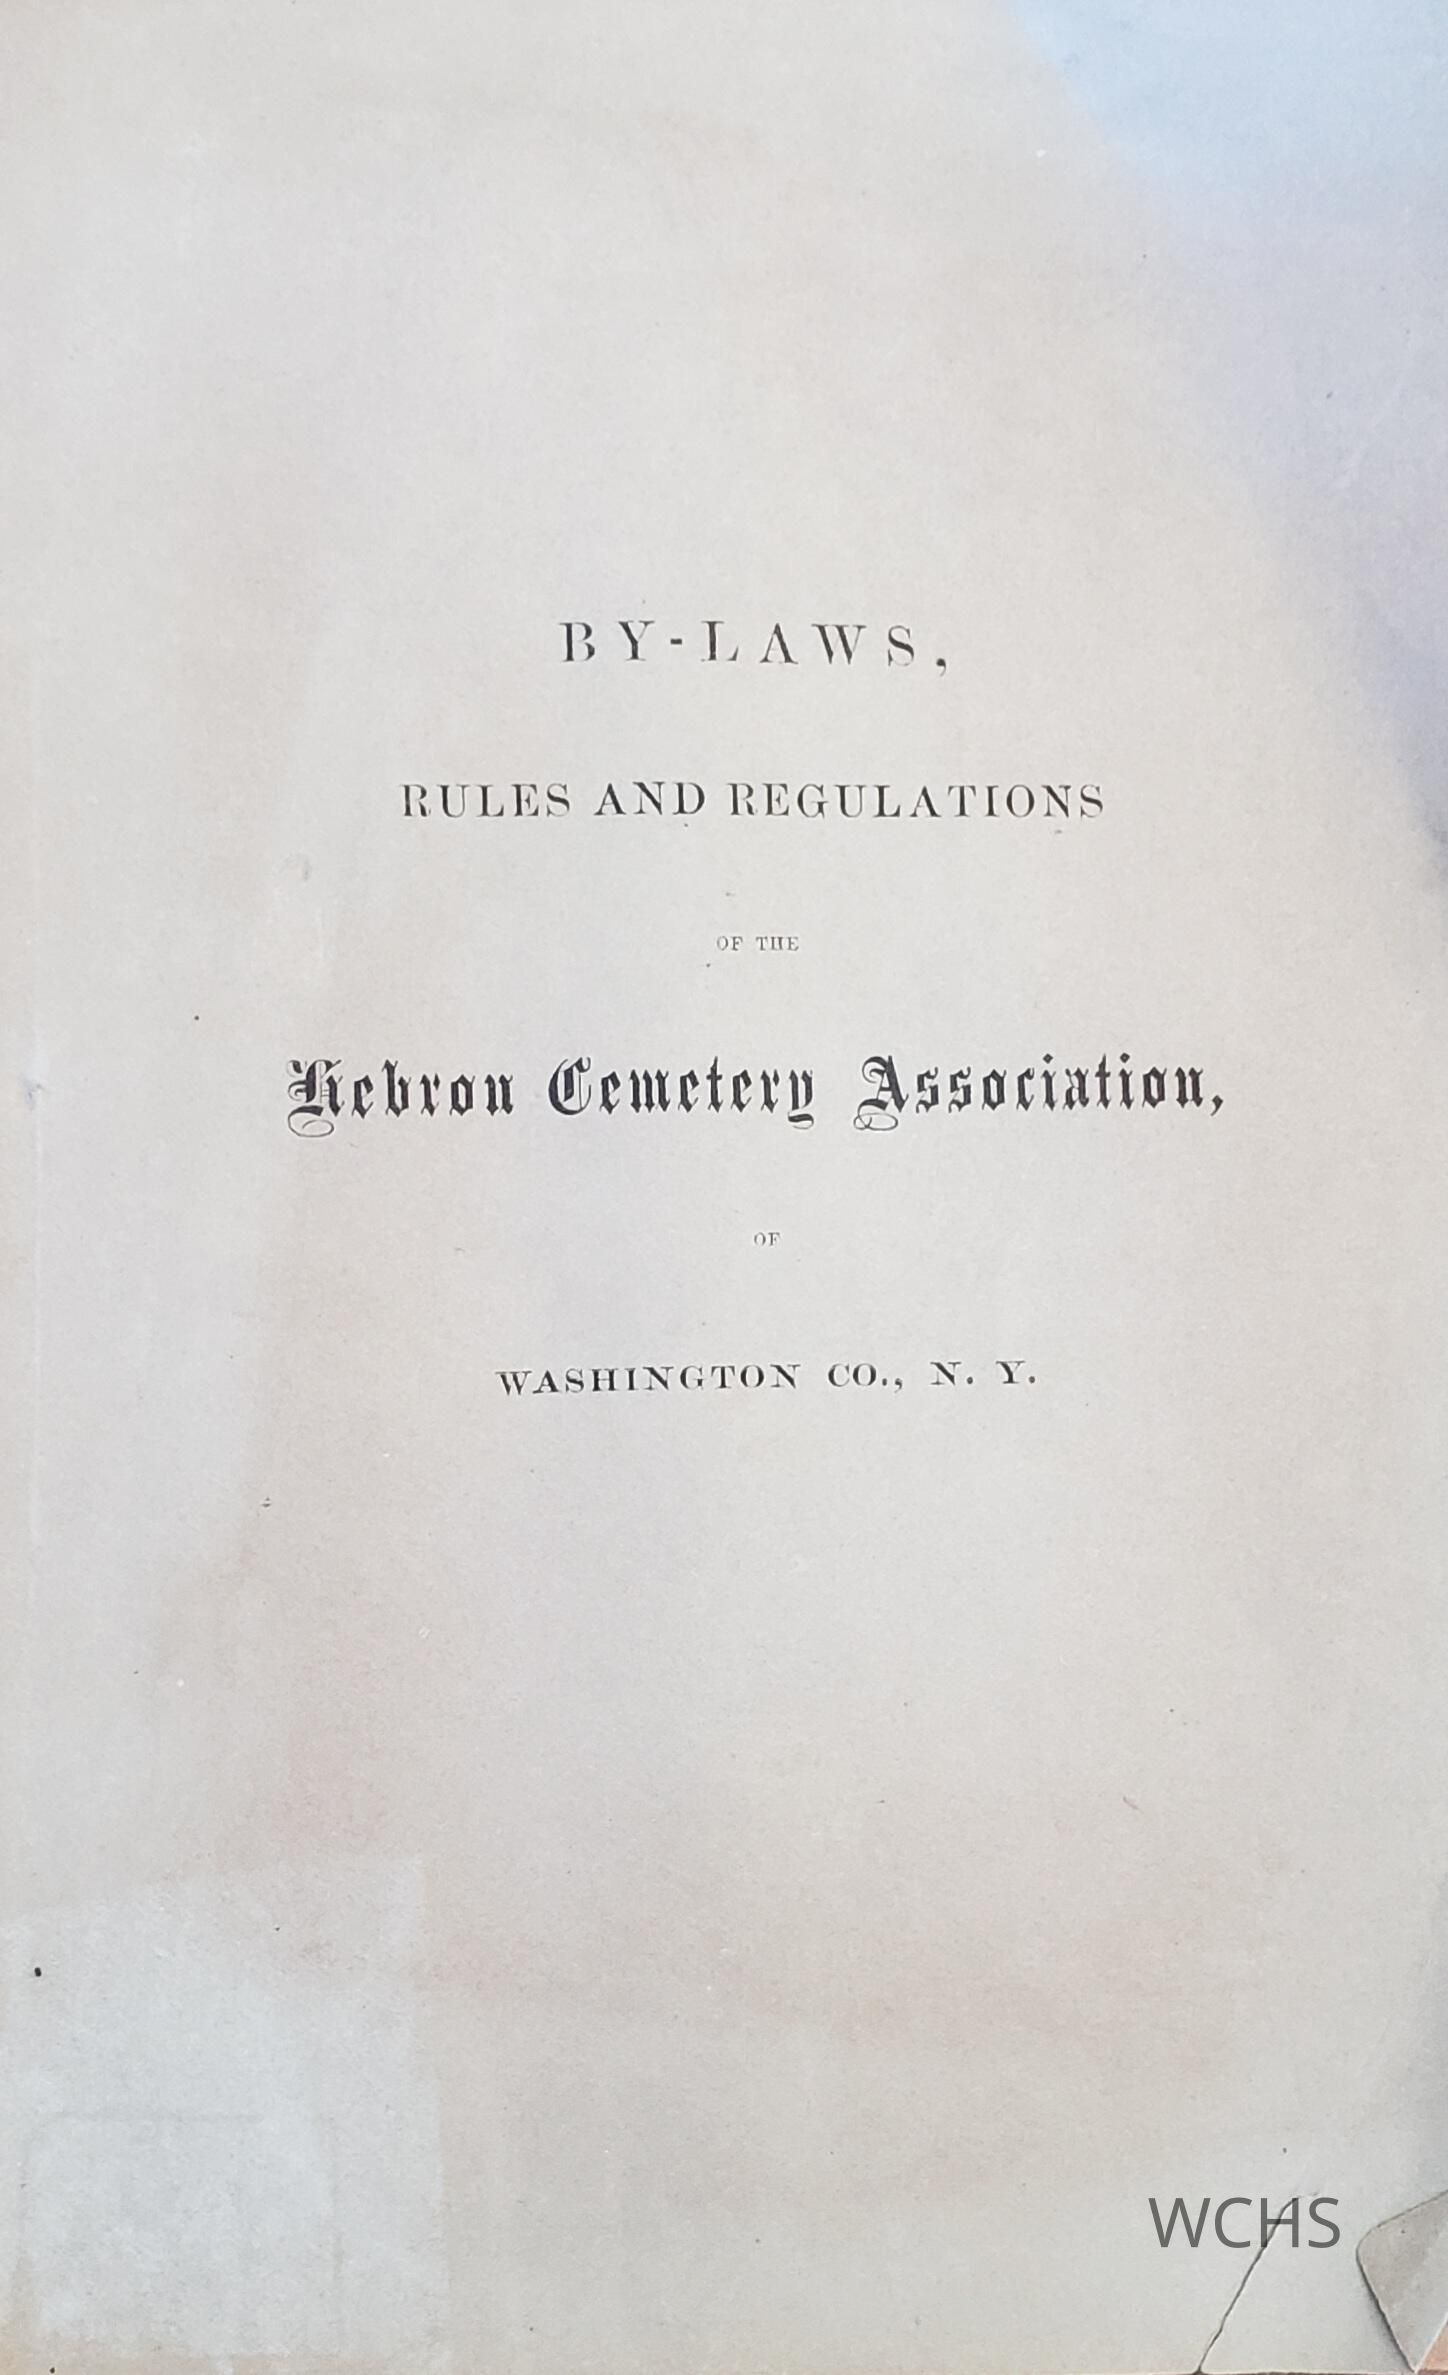 BY-LAWS,
RULES AND REGULATIONS
OF THE
Hebron Cemetery Association,
OF
WASHINGTON CO., N. Y.
WCHS